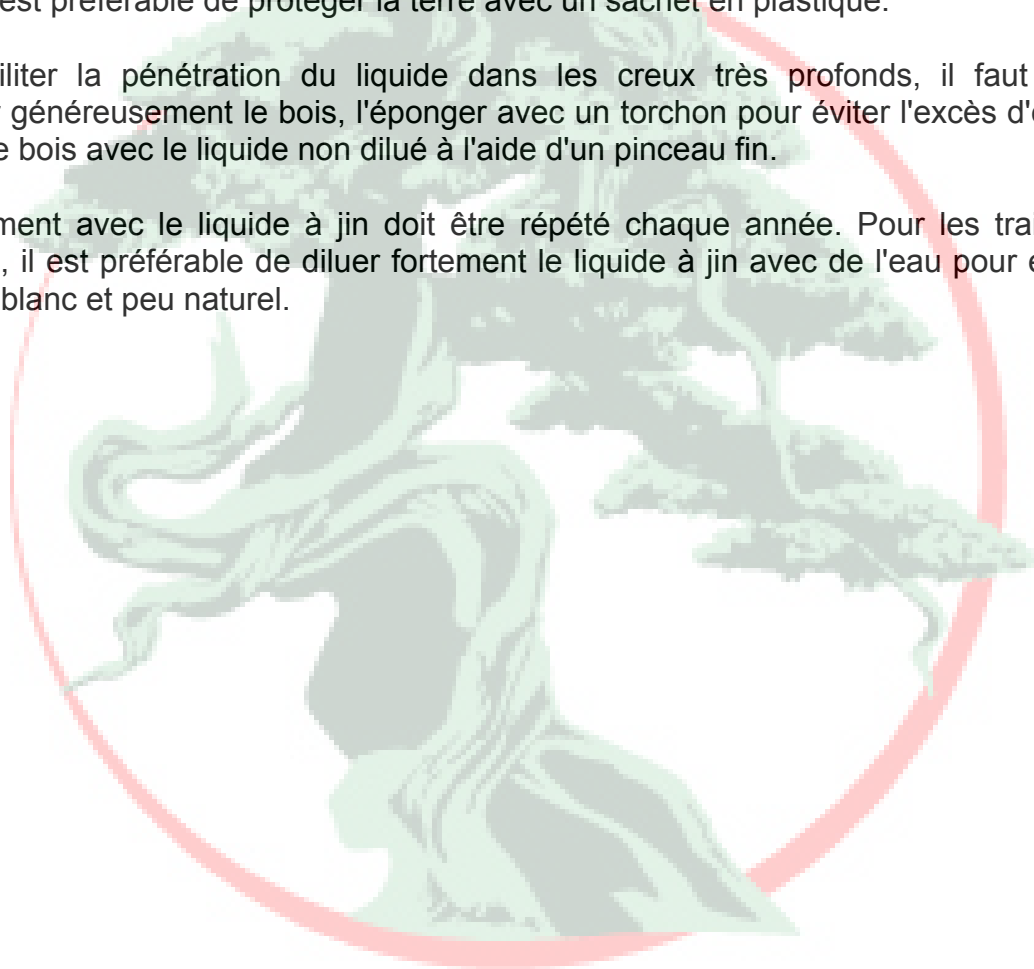 est préférable de protéger la terre avec un sachet en plastique.
iliter la pénétration du liquide dans les creux très profonds, il faut
généreusement le bois, l'éponger avec un torchon pour éviter l'excès d'
e bois avec le liquide non dilué à l'aide d'un pinceau fin.
ment avec le liquide à jin doit être répété chaque année. Pour les tra
, il est préférable de diluer fortement le liquide à jin avec de l'eau pour
blanc et peu naturel.